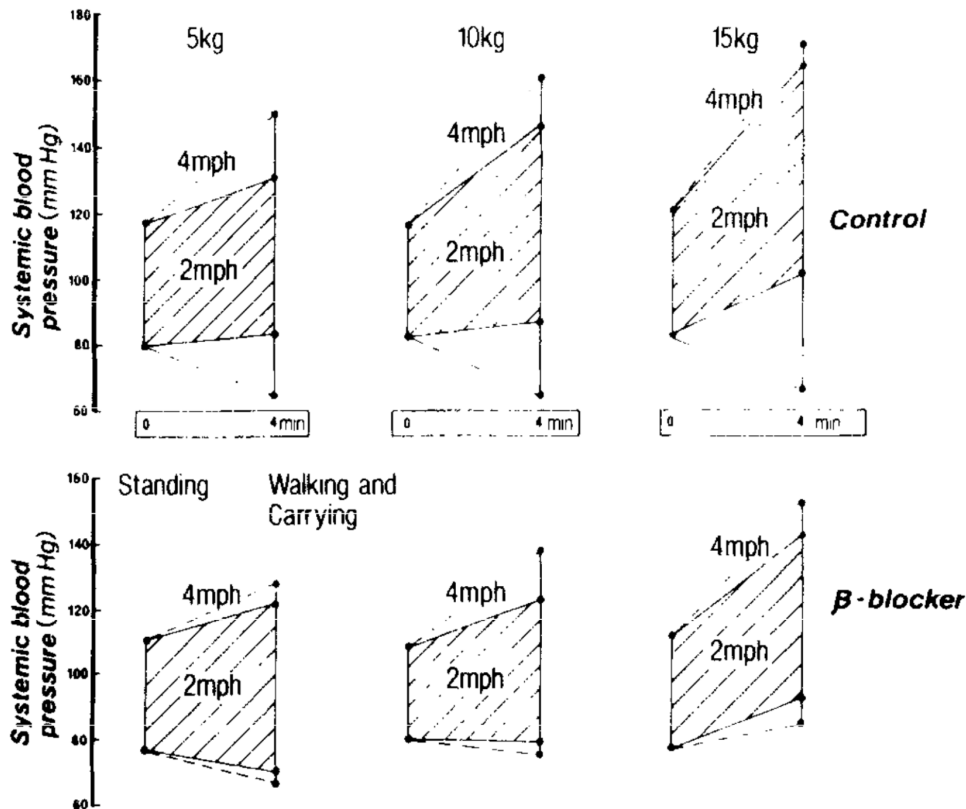 180
160
140
120
100
80
60
Systemic blood
pressure (mm Hg)
5kg
10kg
15kg
4mph
2mph
4mph
2mph
4mph
2mph
Control
0 4 min
0 4 min
0 4 min
160
140
120
100
80
60
Systemic blood
pressure (mm Hg)
Standing
Walking and
Carrying
4mph
2mph
4mph
2mph
4mph
2mph
β-blocker